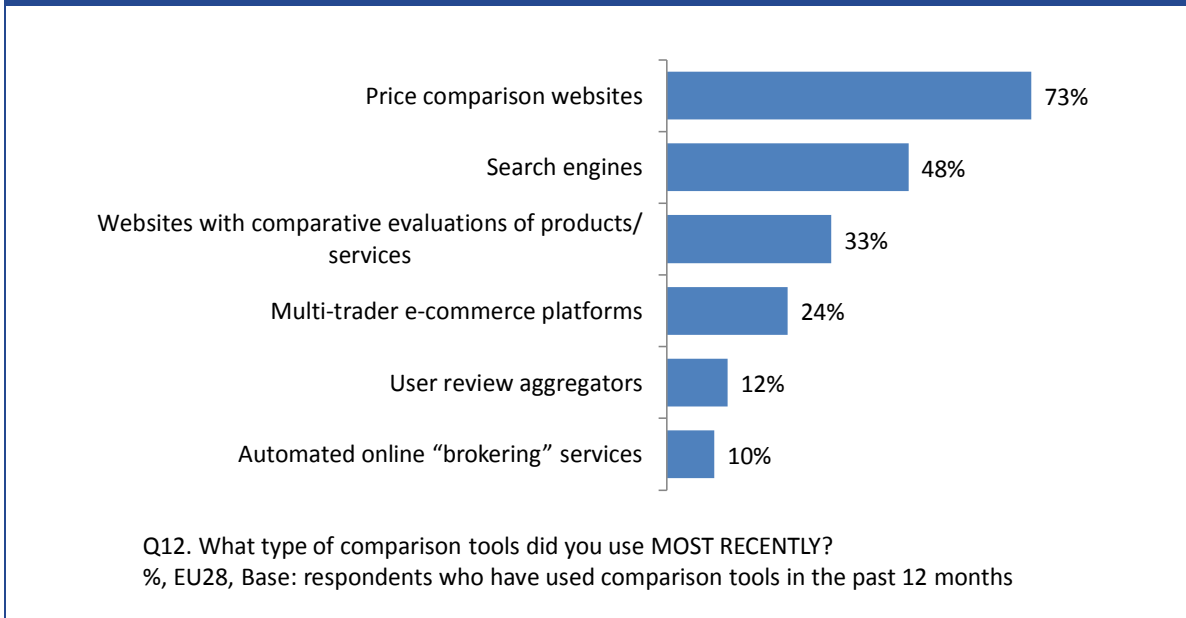 Price comparison websites
73%
Search engines
48%
Websites with comparative evaluations of products/
services
33%
Multi-trader e-commerce platforms
24%
User review aggregators
12%
Automated online “brokering” services
10%
Q12. What type of comparison tools did you use MOST RECENTLY?
%, EU28, Base: respondents who have used comparison tools in the past 12 months